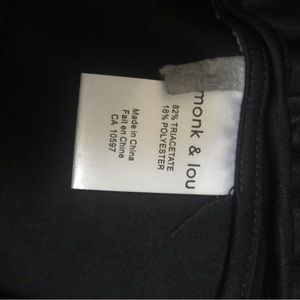 monk & lou
82% TRIACETATE
18% POLYESTER
Made in China
Fait en Chine
CA 10597